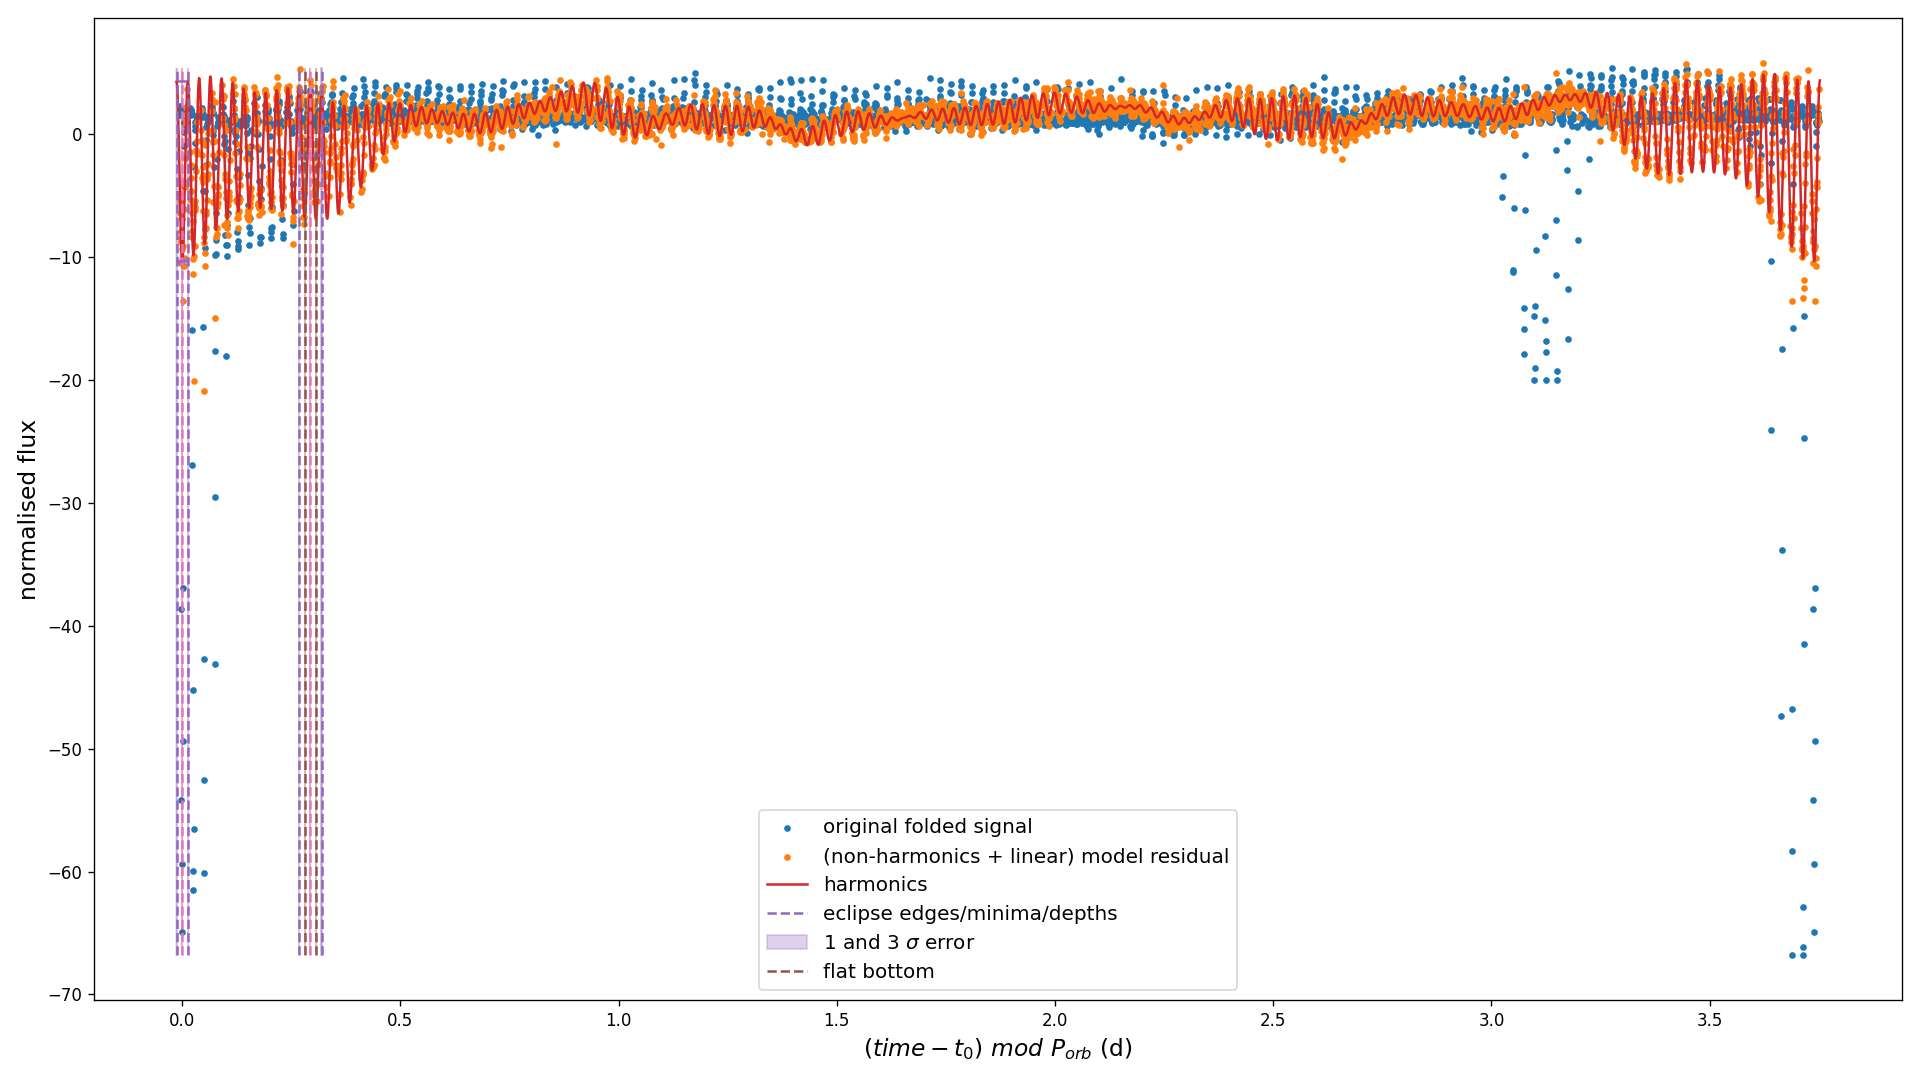 normalised flux
0
−10
−20
−30
−40
−50
−60
−70
original folded signal
(non-harmonics + linear) model residual
harmonics
eclipse edges/minima/depths
1 and 3 σ error
flat bottom
0.0 0.5 1.0 1.5 2.0 2.5 3.0 3.5
(time − t₀) mod Pₒᵣb (d)